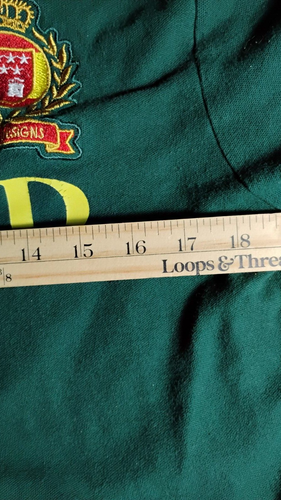 ESIGNS
D
14 15 16 17 18
8
Loops & Threa